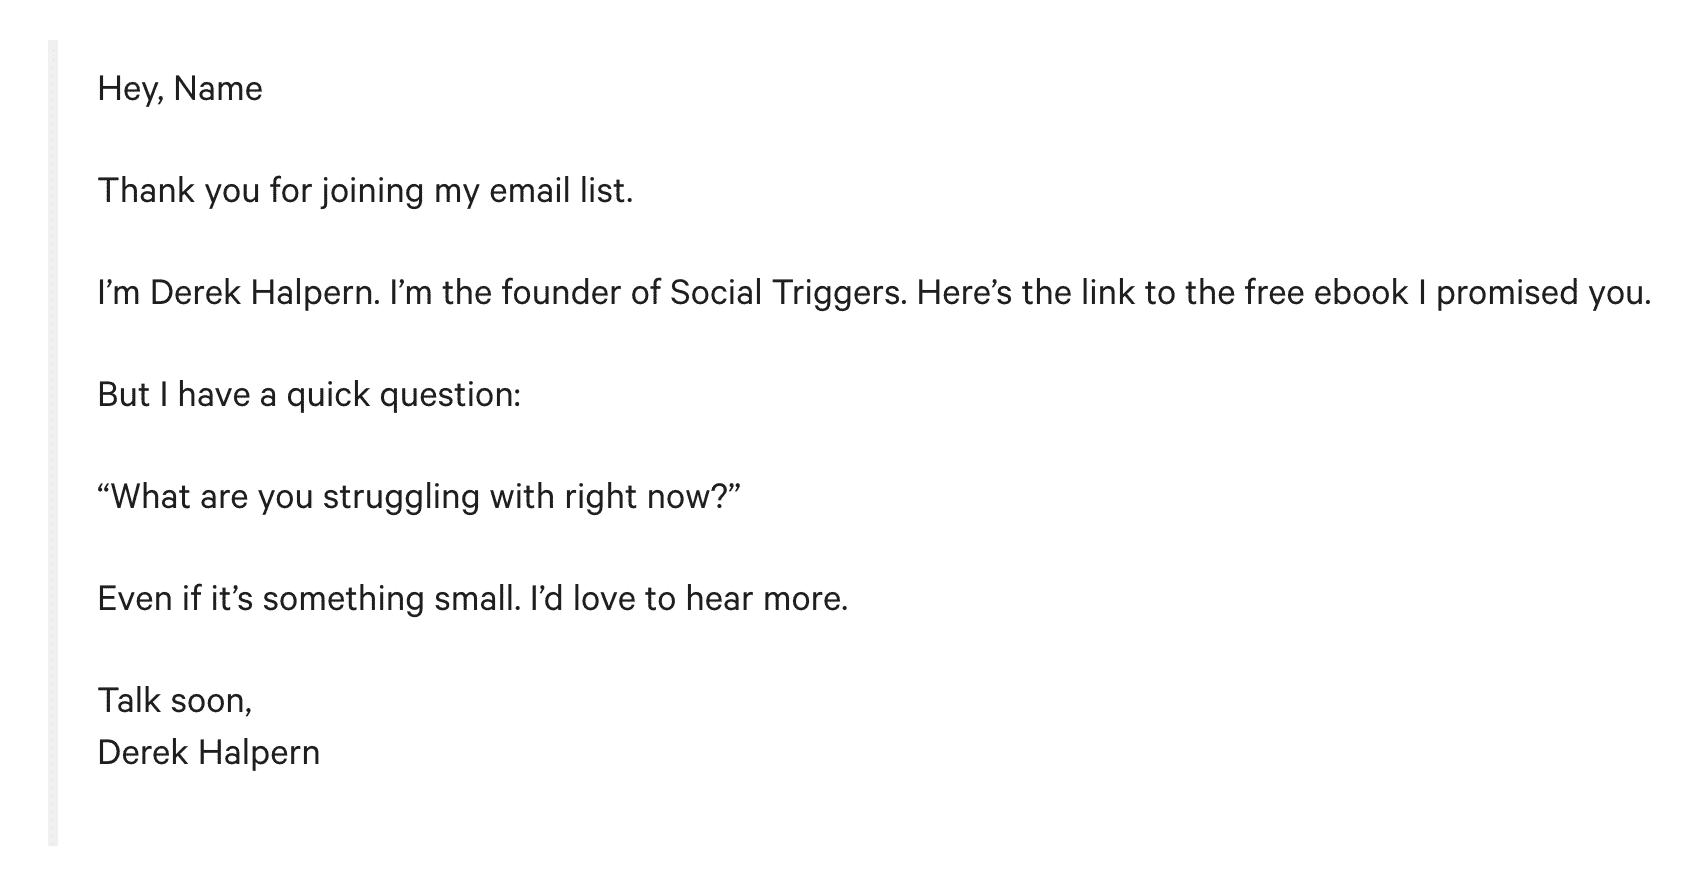 Hey, Name
Thank you for joining my email list.
I’m Derek Halpern. I’m the founder of Social Triggers. Here’s the link to the free ebook I promised you.
But I have a quick question:
“What are you struggling with right now?”
Even if it’s something small. I’d love to hear more.
Talk soon,
Derek Halpern